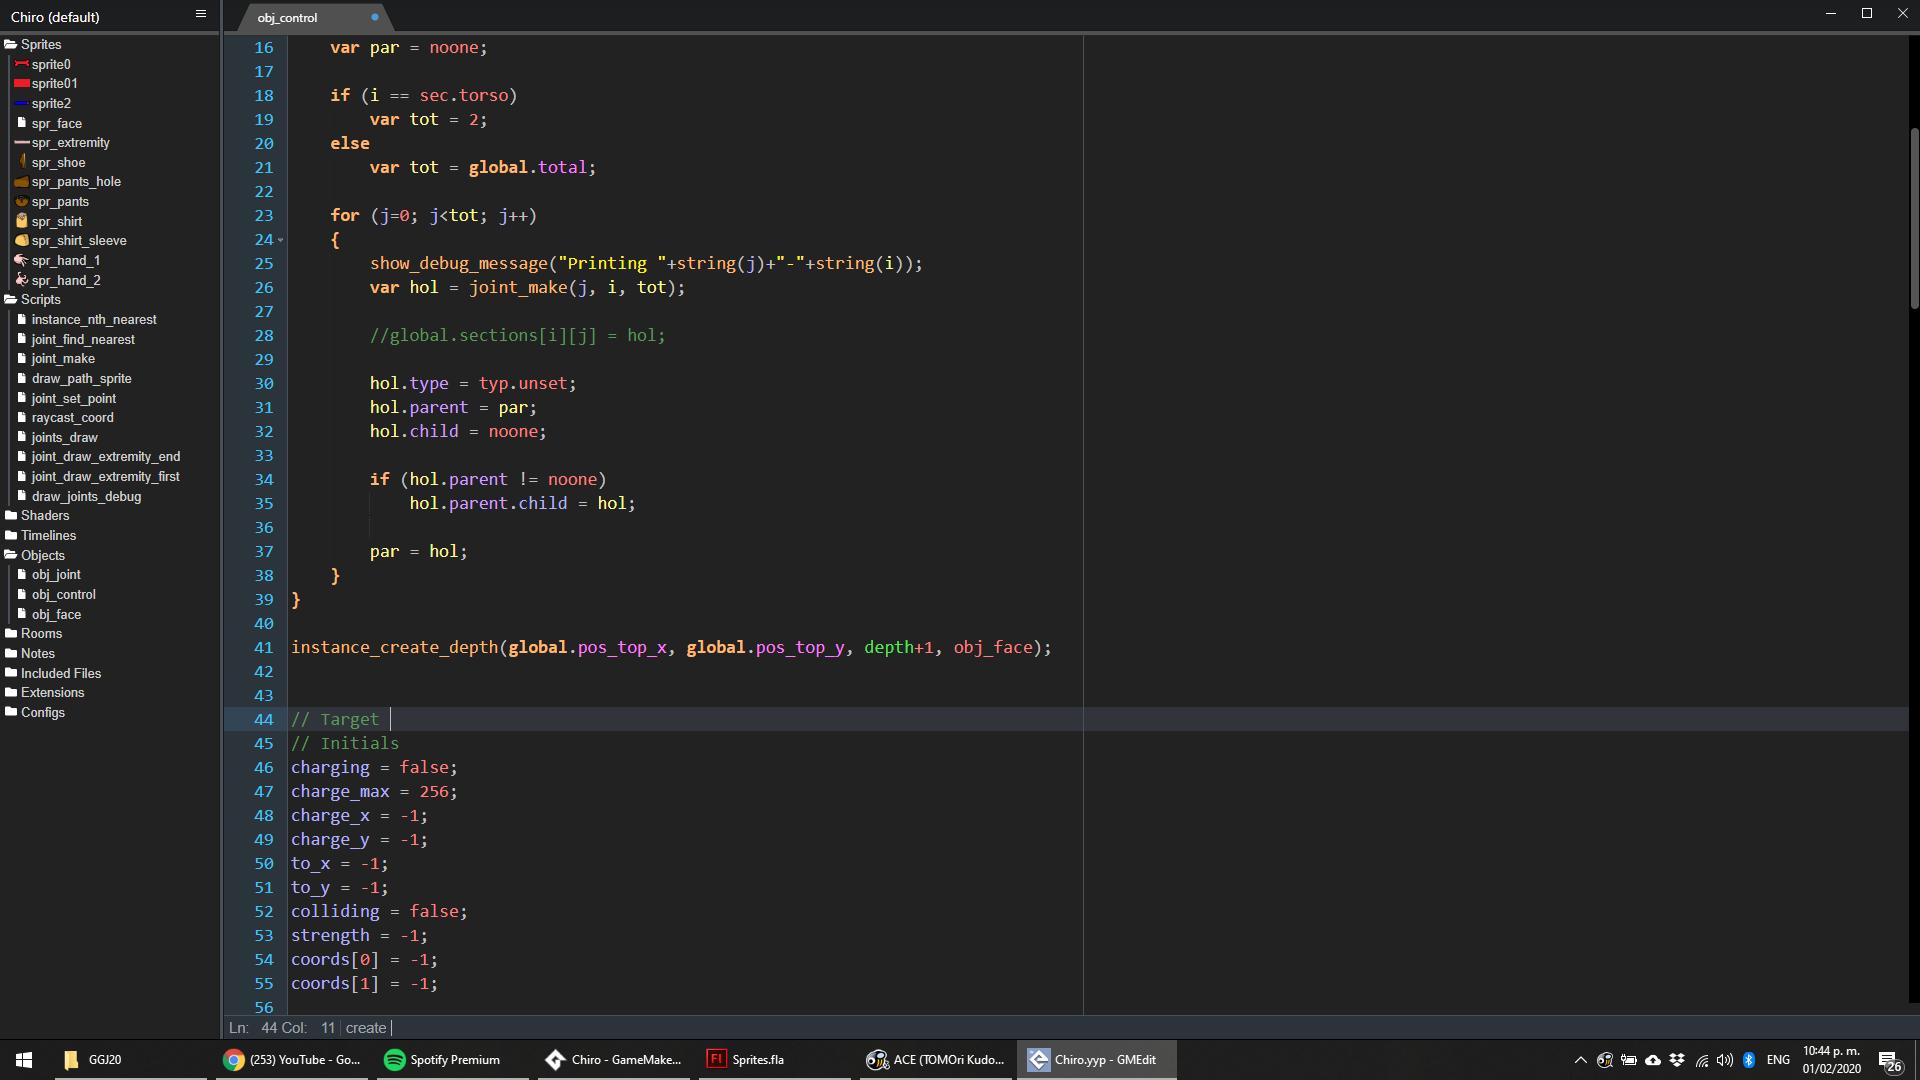 Chiro (default)
obj_control
Sprites
sprite0
sprite01
sprite2
spr_face
spr_extremity
spr_shoe
spr_pants_hole
spr_pants
spr_shirt
spr_shirt_sleeve
spr_hand_1
spr_hand_2
Scripts
instance_nth_nearest
joint_find_nearest
joint_make
draw_path_sprite
joint_set_point
raycast_coord
joints_draw
joint_draw_extremity_end
joint_draw_extremity_first
draw_joints_debug
Shaders
Timelines
Objects
obj_joint
obj_control
obj_face
Rooms
Notes
Included Files
Extensions
Configs
16     var par = noone;
17
18     if (i == sec.torso)
19         var tot = 2;
20     else
21         var tot = global.total;
22
23     for (j=0; j<tot; j++)
24     {
25         show_debug_message("Printing "+string(j)+"-"+string(i));
26         var hol = joint_make(j, i, tot);
27
28         //global.sections[i][j] = hol;
29
30         hol.type = typ.unset;
31         hol.parent = par;
32         hol.child = noone;
33
34         if (hol.parent != noone)
35             hol.parent.child = hol;
36
37         par = hol;
38     }
39 }
40
41 instance_create_depth(global.pos_top_x, global.pos_top_y, depth+1, obj_face);
42
43
44 // Target
45 // Initials
46 charging = false;
47 charge_max = 256;
48 charge_x = -1;
49 charge_y = -1;
50 to_x = -1;
51 to_y = -1;
52 colliding = false;
53 strength = -1;
54 coords[0] = -1;
55 coords[1] = -1;
56
Ln: 44 Col: 11 create
GGJ20
(253) YouTube - Go...
Spotify Premium
Chiro - GameMake...
Fl
Sprites.fla
ACE (TOMOri Kudo...
Chiro.yyp - GMEdit
ENG
10:44 p. m.
01/02/2020
26